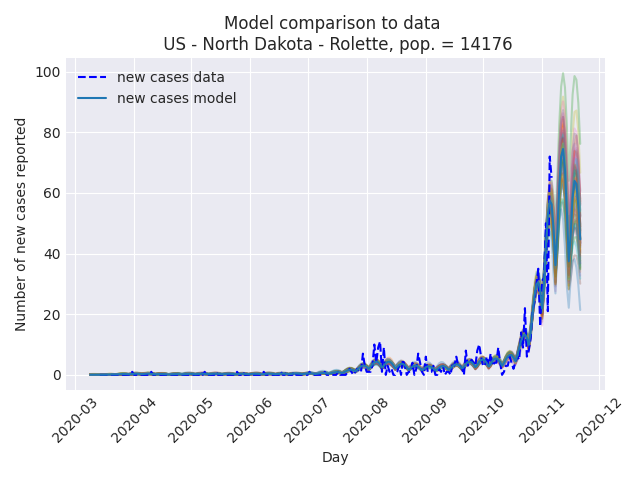 Model comparison to data
US - North Dakota - Rolette, pop. = 14176
new cases data
new cases model
Number of new cases reported
100
80
60
40
20
0
2020-03
2020-04
2020-05
2020-06
2020-07
2020-08
2020-09
2020-10
2020-11
2020-12
Day